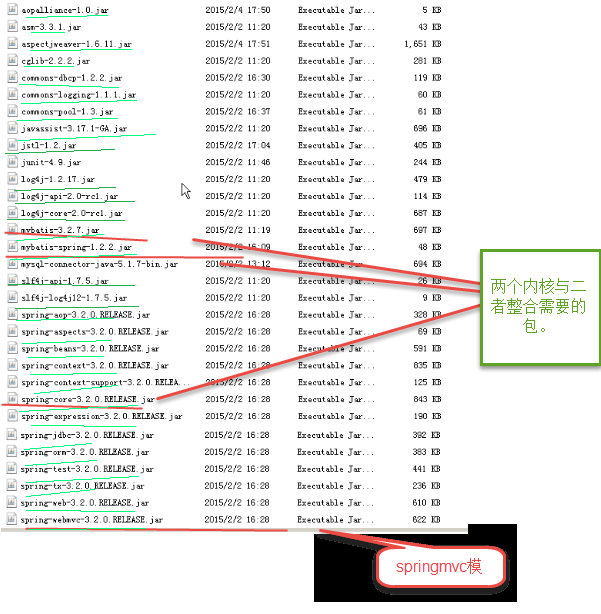 aopalliance-1.0.jar 2015/2/4 17:50 Executable Jar... 5 KB
asm-3.3.1.jar 2015/2/2 11:20 Executable Jar... 43 KB
aspectjweaver-1.6.11.jar 2015/2/4 17:51 Executable Jar... 1,651 KB
cglib-2.2.2.jar 2015/2/2 11:20 Executable Jar... 281 KB
commons-dbcp-1.2.2.jar 2015/2/2 16:30 Executable Jar... 119 KB
commons-logging-1.1.1.jar 2015/2/2 11:20 Executable Jar... 60 KB
commons-pool-1.3.jar 2015/2/2 16:37 Executable Jar... 61 KB
javassist-3.17.1-GA.jar 2015/2/2 11:20 Executable Jar... 696 KB
jstl-1.2.jar 2015/2/2 17:04 Executable Jar... 405 KB
junit-4.9.jar 2015/2/2 11:46 Executable Jar... 244 KB
log4j-1.2.17.jar 2015/2/2 11:20 Executable Jar... 479 KB
log4j-api-2.0-rc1.jar 2015/2/2 11:20 Executable Jar... 114 KB
log4j-core-2.0-rc1.jar 2015/2/2 11:20 Executable Jar... 687 KB
mybatis-3.2.7.jar 2015/2/2 11:19 Executable Jar... 697 KB
mybatis-spring-1.2.2.jar 2015/2/2 16:09 Executable Jar... 48 KB
mysql-connector-java-5.1.7-bin.jar 2015/2/2 13:12 Executable Jar... 694 KB
slf4j-api-1.7.5.jar 2015/2/2 11:20 Executable Jar... 26 KB
slf4j-log4j12-1.7.5.jar 2015/2/2 11:20 Executable Jar... 9 KB
spring-aop-3.2.0.RELEASE.jar 2015/2/2 16:28 Executable Jar... 328 KB
spring-aspects-3.2.0.RELEASE.jar 2015/2/2 16:28 Executable Jar... 69 KB
spring-beans-3.2.0.RELEASE.jar 2015/2/2 16:28 Executable Jar... 591 KB
spring-context-3.2.0.RELEASE.jar 2015/2/2 16:28 Executable Jar... 835 KB
spring-context-support-3.2.0.RELEA... 2015/2/2 16:28 Executable Jar... 125 KB
spring-core-3.2.0.RELEASE.jar 2015/2/2 16:28 Executable Jar... 843 KB
spring-expression-3.2.0.RELEASE.jar 2015/2/2 16:28 Executable Jar... 190 KB
spring-jdbc-3.2.0.RELEASE.jar 2015/2/2 16:28 Executable Jar... 392 KB
spring-orm-3.2.0.RELEASE.jar 2015/2/2 16:28 Executable Jar... 383 KB
spring-test-3.2.0.RELEASE.jar 2015/2/2 16:28 Executable Jar... 441 KB
spring-tx-3.2.0.RELEASE.jar 2015/2/2 16:28 Executable Jar... 236 KB
spring-web-3.2.0.RELEASE.jar 2015/2/2 16:28 Executable Jar... 610 KB
spring-webmvc-3.2.0.RELEASE.jar 2015/2/2 16:28 Executable Jar... 622 KB
两个内核与二
者整合需要的
包。
springmvc模